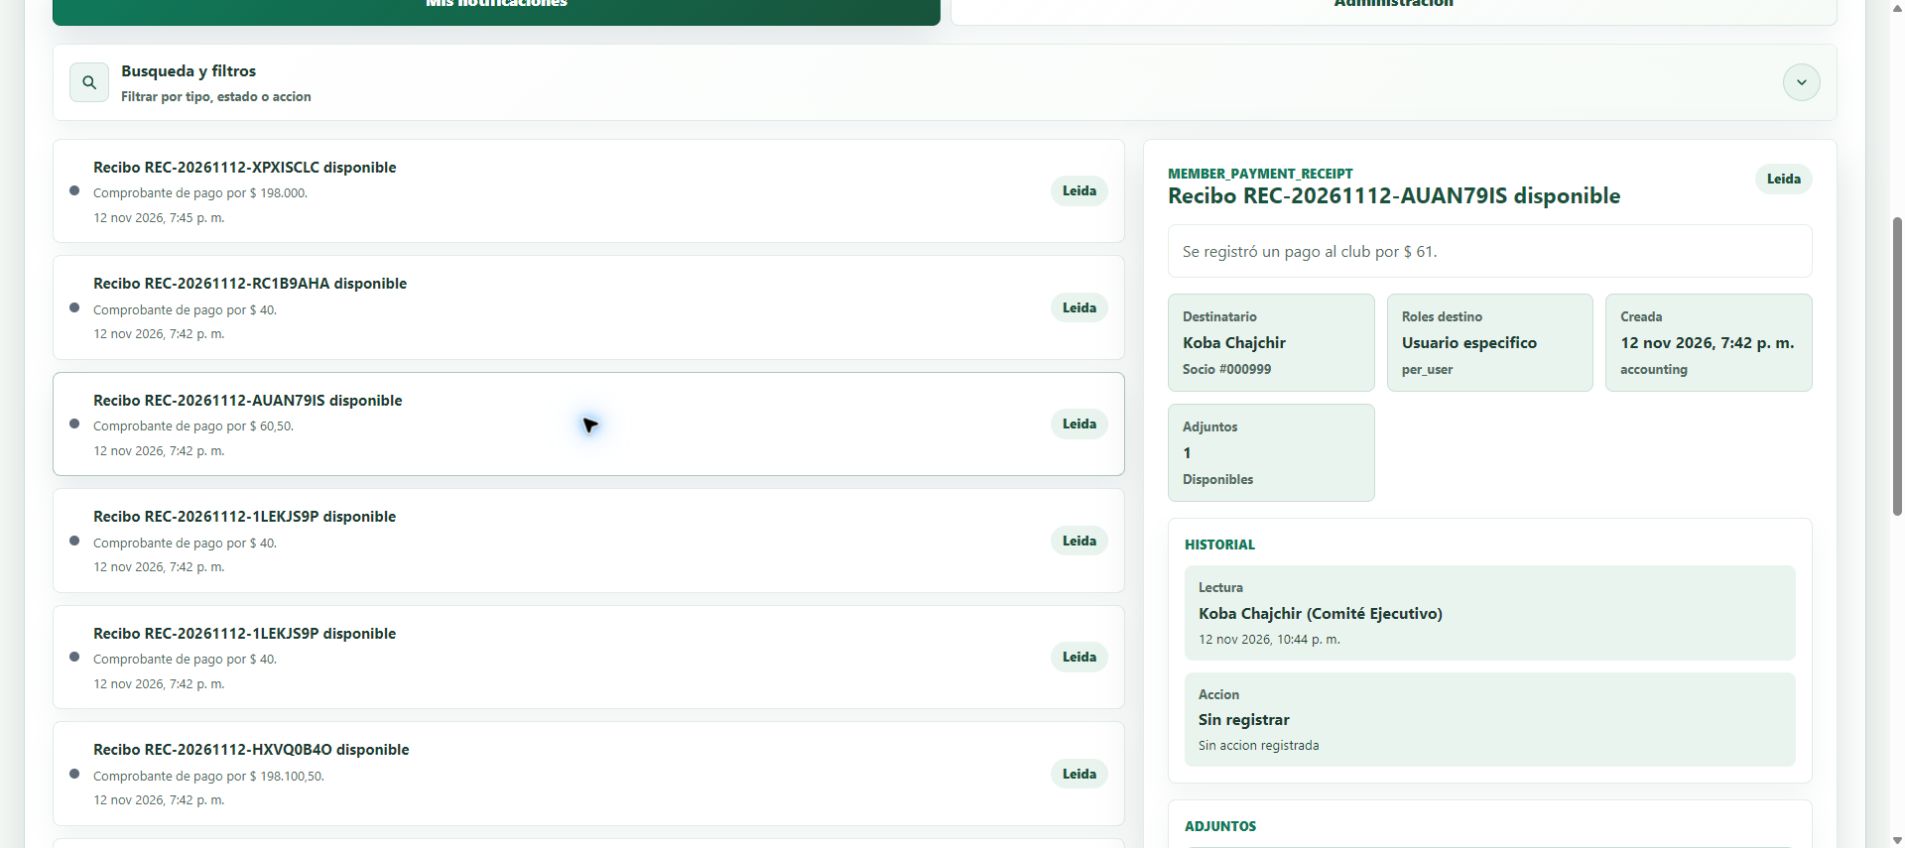 Mis notificaciones
Administracion
Busqueda y filtros
Filtrar por tipo, estado o accion
Recibo REC-20261112-XPXISCLC disponible
Comprobante de pago por $ 198.000.
12 nov 2026, 7:45 p. m.
Leida
Recibo REC-20261112-RC1B9AHA disponible
Comprobante de pago por $ 40.
12 nov 2026, 7:42 p. m.
Leida
Recibo REC-20261112-AUAN79IS disponible
Comprobante de pago por $ 60,50.
12 nov 2026, 7:42 p. m.
Leida
Recibo REC-20261112-1LEKJS9P disponible
Comprobante de pago por $ 40.
12 nov 2026, 7:42 p. m.
Leida
Recibo REC-20261112-1LEKJS9P disponible
Comprobante de pago por $ 40.
12 nov 2026, 7:42 p. m.
Leida
Recibo REC-20261112-HXVQ0B4O disponible
Comprobante de pago por $ 198.100,50.
12 nov 2026, 7:42 p. m.
Leida
MEMBER_PAYMENT_RECEIPT
Recibo REC-20261112-AUAN79IS disponible
Leida
Se registró un pago al club por $ 61.
Destinatario
Koba Chajchir
Socio #000999
Roles destino
Usuario especifico
per_user
Creada
12 nov 2026, 7:42 p. m.
accounting
Adjuntos
1
Disponibles
HISTORIAL
Lectura
Koba Chajchir (Comité Ejecutivo)
12 nov 2026, 10:44 p. m.
Accion
Sin registrar
Sin accion registrada
ADJUNTOS